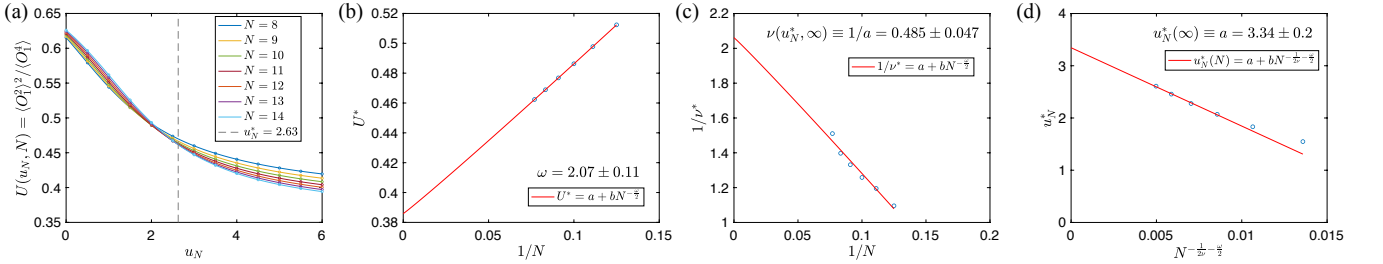 (a)
U(u_N, N) = ⟨O_1^2⟩^2/⟨O_1^4⟩
0.65
0.6
0.55
0.5
0.45
0.4
0.35
0
2
4
6
u_N
N = 8
N = 9
N = 10
N = 11
N = 12
N = 13
N = 14
u_N^* = 2.63
(b)
U^*
0.52
0.5
0.48
0.46
0.44
0.42
0.4
0.38
0
0.05
0.1
0.15
1/N
ω = 2.07 ± 0.11
U^* = a + bN^{-\frac{ω}{2}}
(c)
1/ν^*
2.2
2
1.8
1.6
1.4
1.2
1
0
0.05
0.1
0.15
0.2
1/N
ν(u_N^*, ∞) ≡ 1/a = 0.485 ± 0.047
1/ν^* = a + bN^{-\frac{ω}{2}}
(d)
u_N^*
4
3
2
1
0
0
0.005
0.01
0.015
N^{-\frac{1}{2ν}-\frac{ω}{2}}
u_N^*(∞) ≡ a = 3.34 ± 0.2
u_N^*(N) = a + bN^{-\frac{1}{2ν}-\frac{ω}{2}}